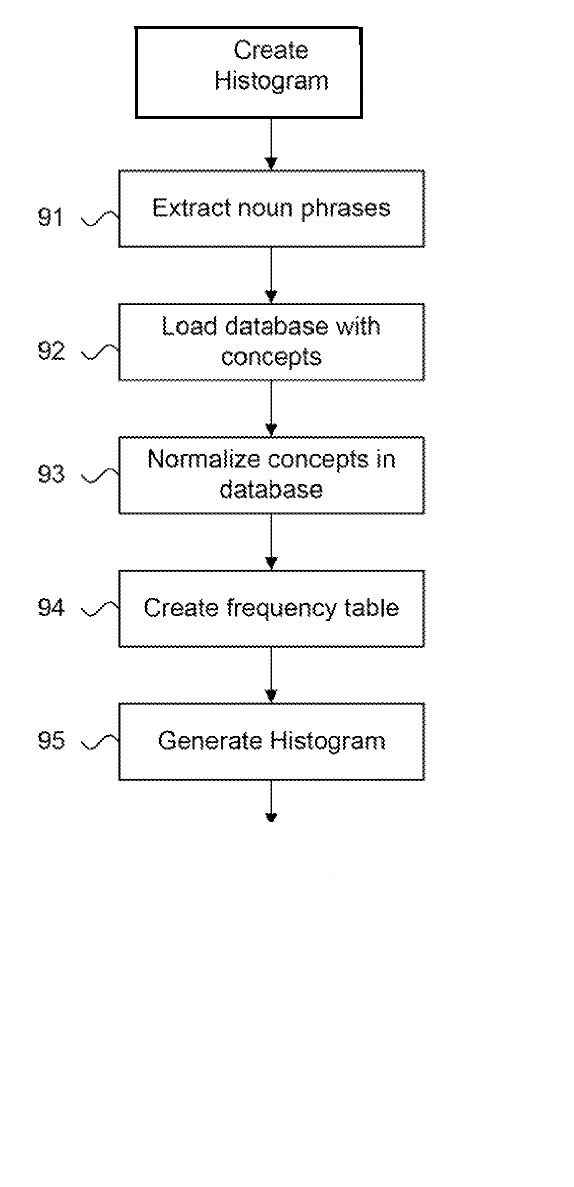 Create
Histogram
91
Extract noun phrases
92
Load database with
concepts
93
Normalize concepts in
database
94
Create frequency table
95
Generate Histogram